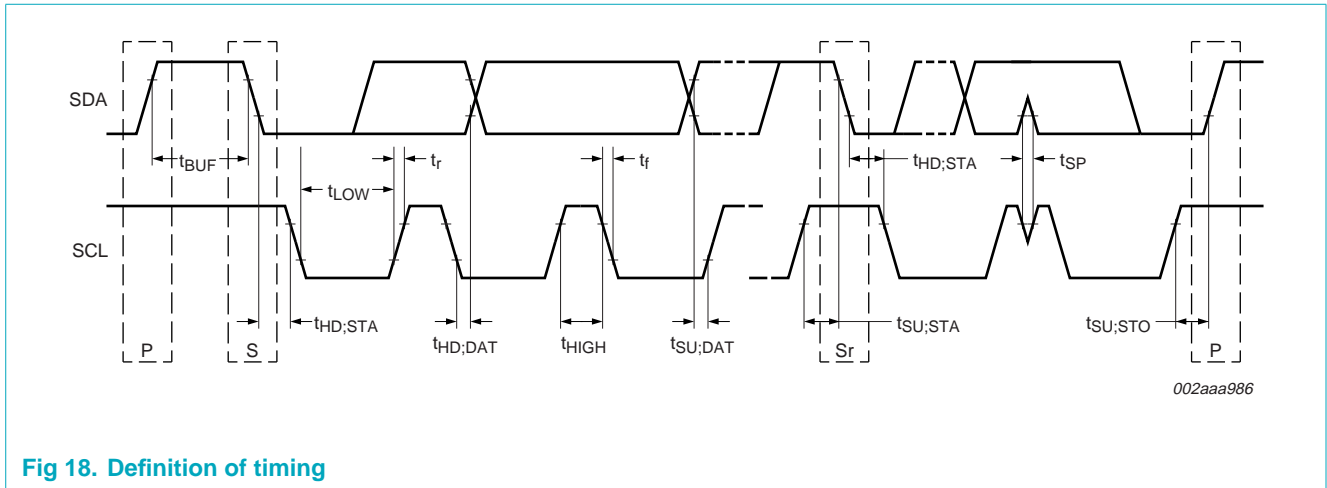 SDA
tBUF
tLOW
tr
tf
tHD;STA
tSP
SCL
tHD;STA
tHD;DAT
tHIGH
tSU;DAT
tSU;STA
tSU;STO
P
S
Sr
P
002aaa986
Fig 18. Definition of timing